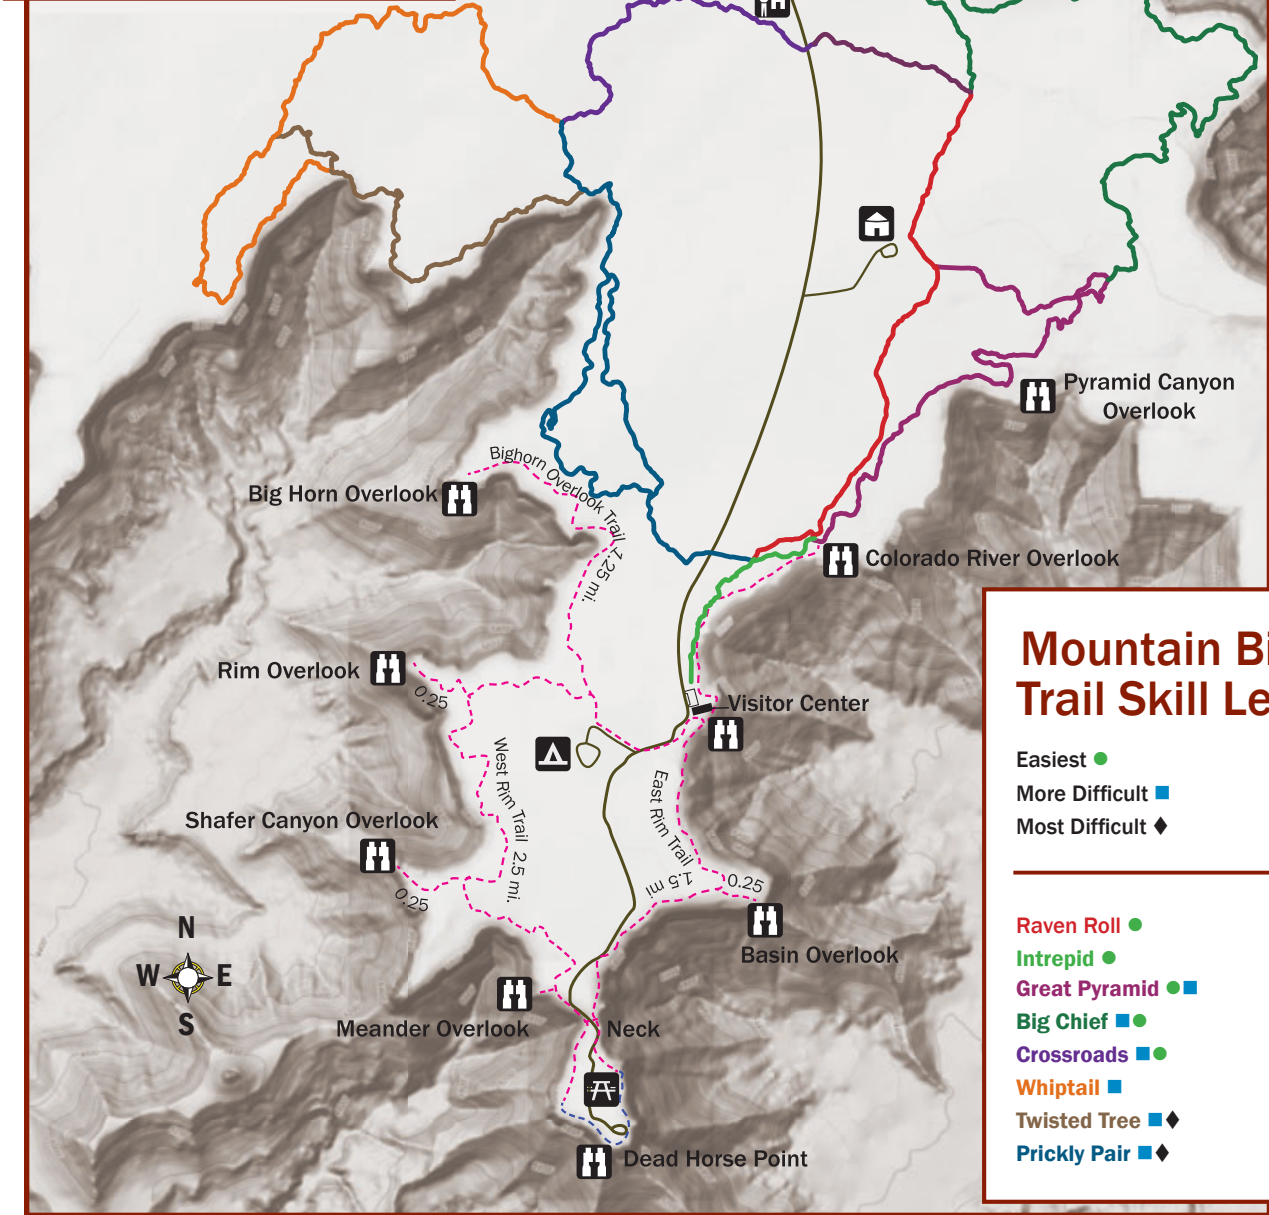 Pyramid Canyon
Overlook
Bighorn Overlook Trail 1.25 mi.
Big Horn Overlook
Colorado River Overlook
Rim Overlook
0.25
Visitor Center
West Rim Trail 2.5 mi.
East Rim Trail
1.5 mi
Shafer Canyon Overlook
0.25
0.25
Basin Overlook
N
W E
S
Meander Overlook
Neck
Dead Horse Point
Mountain Bi
Trail Skill Le
Easiest
More Difficult
Most Difficult
Raven Roll
Intrepid
Great Pyramid
Big Chief
Crossroads
Whiptail
Twisted Tree
Prickly Pair